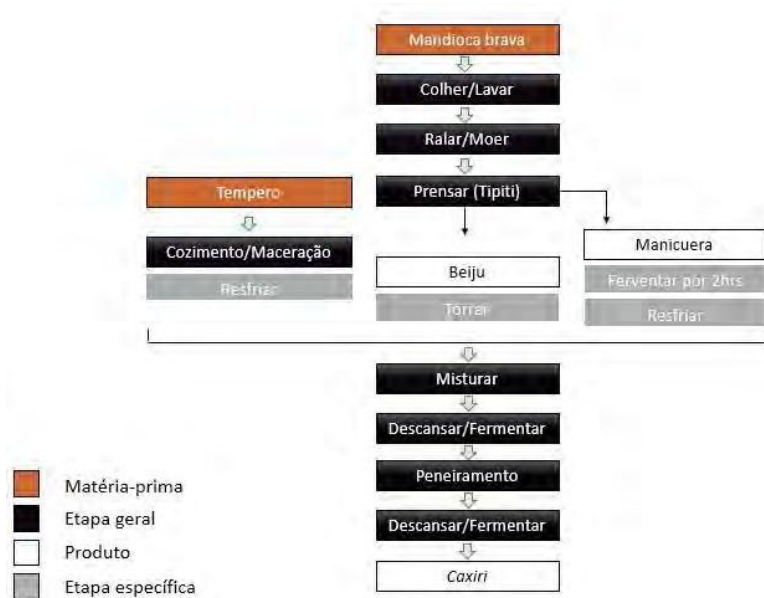 Mandioca brava
Colher/Lavar
Ralar/Moer
Prensar (Tipiti)
Tempero
Cozimento/Maceração
Resfriar
Beiju
Torrar
Manicuera
Ferventar por 2hrs
Resfriar
Misturar
Descansar/Fermentar
Peneiramento
Descansar/Fermentar
Caxiri
Matéria-prima
Etapa geral
Produto
Etapa específica